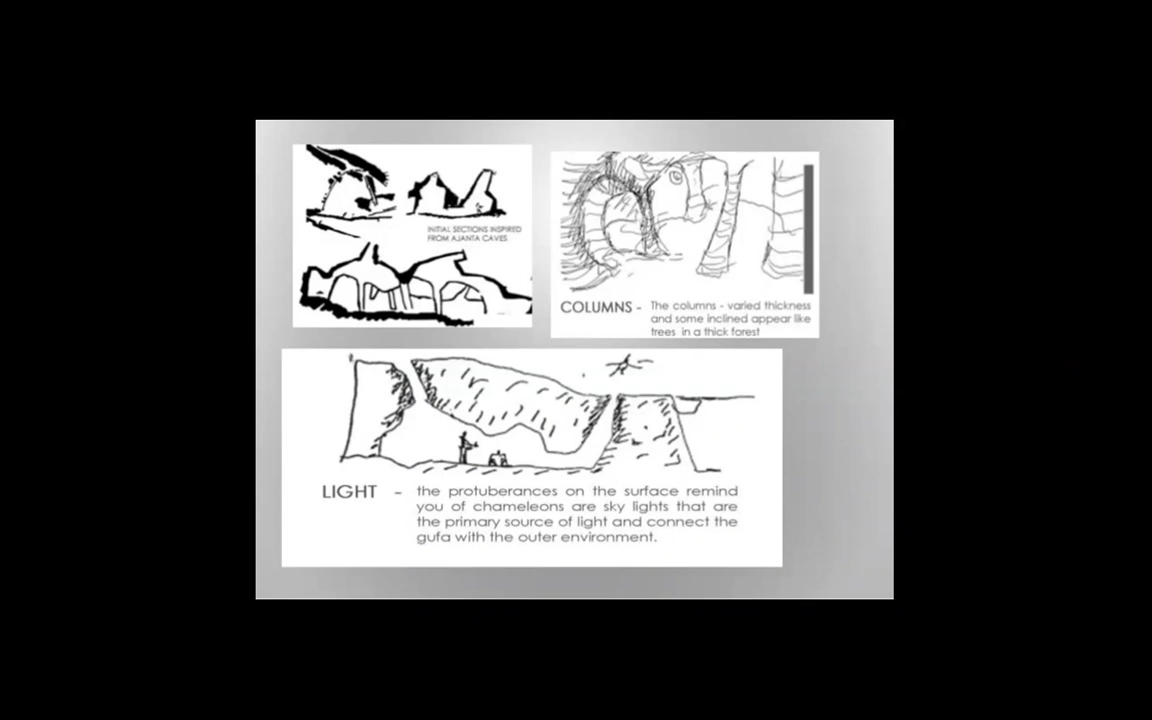 INITIAL SECTIONS INSPIRED
FROM AJANTA CAVES
COLUMNS - The columns - varied thickness
and some inclined appear like
trees in a thick forest
LIGHT - the protuberances on the surface remind
you of chameleons are sky lights that are
the primary source of light and connect the
gufa with the outer environment.